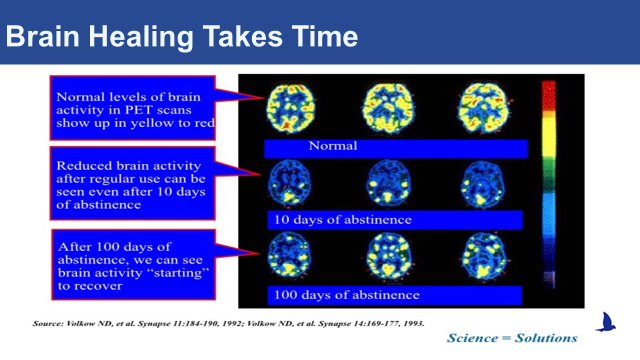 Brain Healing Takes Time
Normal levels of brain
activity in PET scans
show up in yellow to red
Normal
Reduced brain activity
after regular use can be
seen even after 10 days
of abstinence
10 days of abstinence
After 100 days of
abstinence, we can see
brain activity “starting”
to recover
100 days of abstinence
Source: Volkow ND, et al. Synapse 11:184-190, 1992; Volkow ND, et al. Synapse 14:169-177, 1993.
Science = Solutions